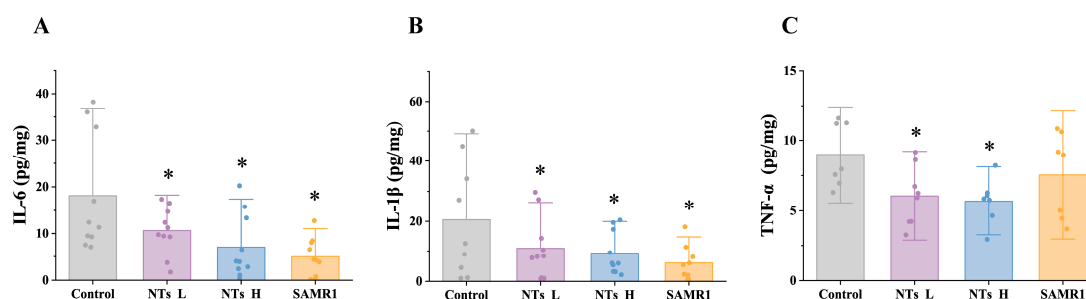 A
IL-6 (pg/mg)
40
30
20
10
0
*
*
*
Control
NTs L
NTs H
SAMR1
B
IL-1β (pg/mg)
60
40
20
0
*
*
*
Control
NTs L
NTs H
SAMR1
C
TNF-α (pg/mg)
15
10
5
0
*
*
Control
NTs L
NTs H
SAMR1